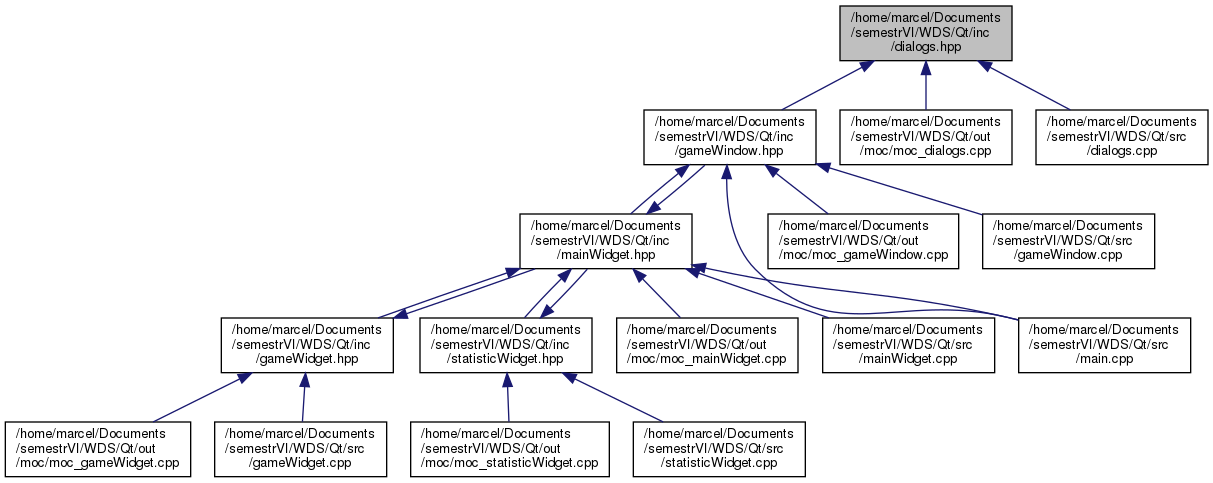 /home/marcel/Documents
/semestrVI/WDS/Qt/inc
/dialogs.hpp
/home/marcel/Documents
/semestrVI/WDS/Qt/inc
/gameWindow.hpp
/home/marcel/Documents
/semestrVI/WDS/Qt/out
/moc/moc_dialogs.cpp
/home/marcel/Documents
/semestrVI/WDS/Qt/src
/dialogs.cpp
/home/marcel/Documents
/semestrVI/WDS/Qt/inc
/mainWidget.hpp
/home/marcel/Documents
/semestrVI/WDS/Qt/out
/moc/moc_gameWindow.cpp
/home/marcel/Documents
/semestrVI/WDS/Qt/src
/gameWindow.cpp
/home/marcel/Documents
/semestrVI/WDS/Qt/inc
/gameWidget.hpp
/home/marcel/Documents
/semestrVI/WDS/Qt/inc
/statisticWidget.hpp
/home/marcel/Documents
/semestrVI/WDS/Qt/out
/moc/moc_mainWidget.cpp
/home/marcel/Documents
/semestrVI/WDS/Qt/src
/mainWidget.cpp
/home/marcel/Documents
/semestrVI/WDS/Qt/src
/main.cpp
/home/marcel/Documents
/semestrVI/WDS/Qt/out
/moc/moc_gameWidget.cpp
/home/marcel/Documents
/semestrVI/WDS/Qt/src
/gameWidget.cpp
/home/marcel/Documents
/semestrVI/WDS/Qt/out
/moc/moc_statisticWidget.cpp
/home/marcel/Documents
/semestrVI/WDS/Qt/src
/statisticWidget.cpp